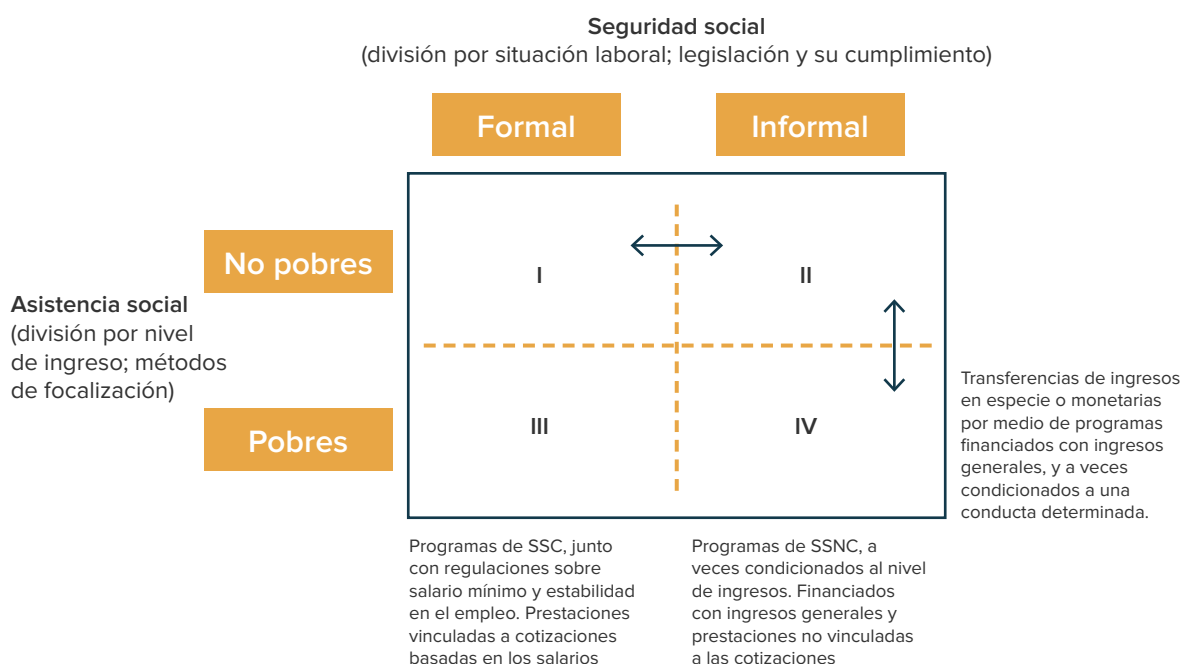 Seguridad social
(división por situación laboral; legislación y su cumplimiento)
Formal
Informal
No pobres
I
II
Asistencia social
(división por nivel
de ingreso; métodos
de focalización)
Pobres
III
IV
Transferencias de ingresos
en especie o monetarias
por medio de programas
financiados con ingresos
generales, y a veces
condicionados a una
conducta determinada.
Programas de SSC, junto
con regulaciones sobre
salario mínimo y estabilidad
en el empleo. Prestaciones
vinculadas a cotizaciones
basadas en los salarios
Programas de SSNC, a
veces condicionados al nivel
de ingresos. Financiados
con ingresos generales y
prestaciones no vinculadas
a las cotizaciones